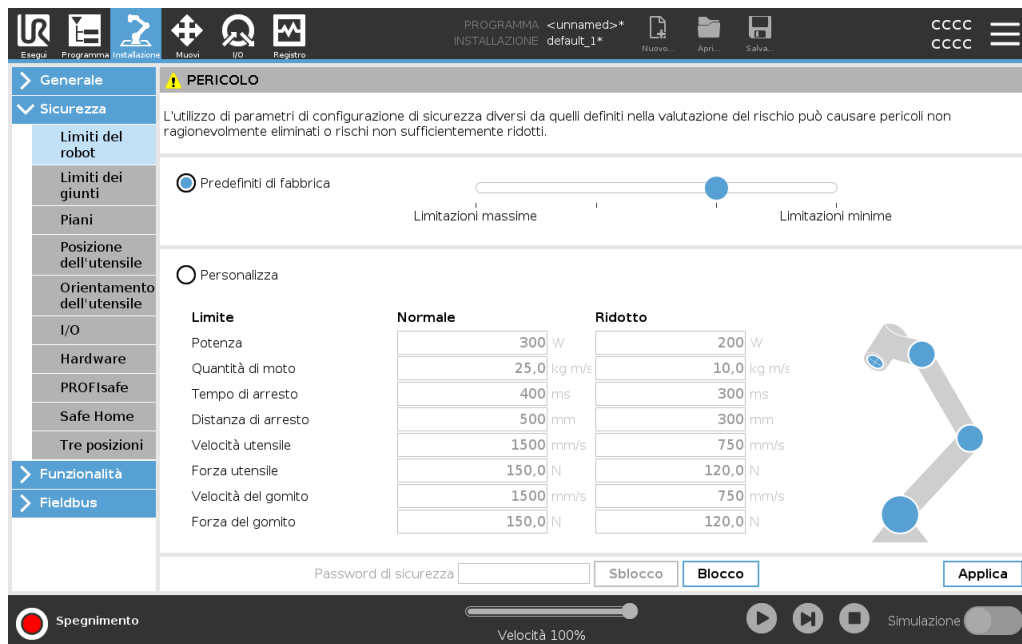 PROGRAMMA <unnamed>*
INSTALLAZIONE default_1*
Esegui Programma Installazione Muovi I/O Registro
Nuovo... Apri... Salva...
CCCC
CCCC
Generale
Sicurezza
Limiti del
robot
Limiti dei
giunti
Piani
Posizione
dell'utensile
Orientamento
dell'utensile
I/O
Hardware
PROFIsafe
Safe Home
Tre posizioni
Funzionalità
Fieldbus
PERICOLO
L'utilizzo di parametri di configurazione di sicurezza diversi da quelli definiti nella valutazione del rischio può causare pericoli non
ragionevolmente eliminati o rischi non sufficientemente ridotti.
Predefiniti di fabbrica
Limitazioni massime Limitazioni minime
Personalizza
Limite Normale Ridotto
Potenza 300 W 200 W
Quantità di moto 25,0 kg m/s 10,0 kg m/s
Tempo di arresto 400 ms 300 ms
Distanza di arresto 500 mm 300 mm
Velocità utensile 1500 mm/s 750 mm/s
Forza utensile 150,0 N 120,0 N
Velocità del gomito 1500 mm/s 750 mm/s
Forza del gomito 150,0 N 120,0 N
Password di sicurezza Sblocco Blocco Applica
Spegnimento
Velocità 100%
Simulazione